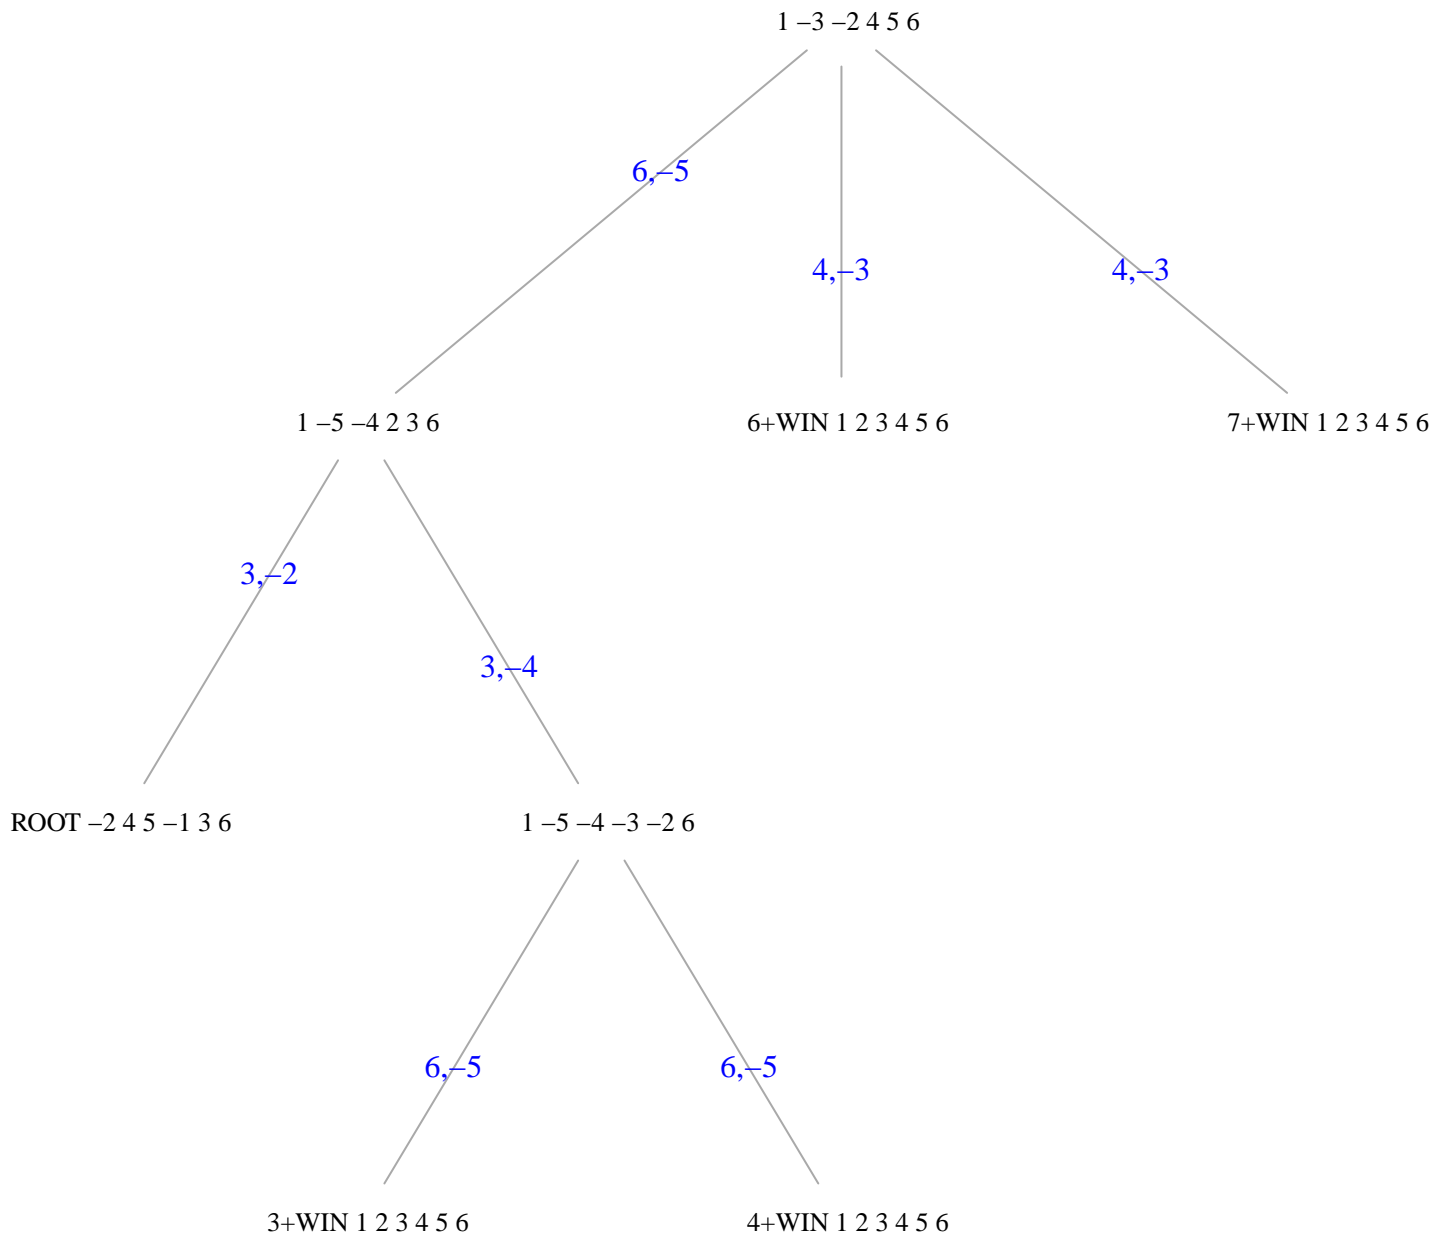 1 –3 –2 4 5 6
6,–5
4,–3
4,–3
1 –5 –4 2 3 6
6+WIN 1 2 3 4 5 6
7+WIN 1 2 3 4 5 6
3,–2
3,–4
ROOT –2 4 5 –1 3 6
1 –5 –4 –3 –2 6
6,–5
6,–5
3+WIN 1 2 3 4 5 6
4+WIN 1 2 3 4 5 6